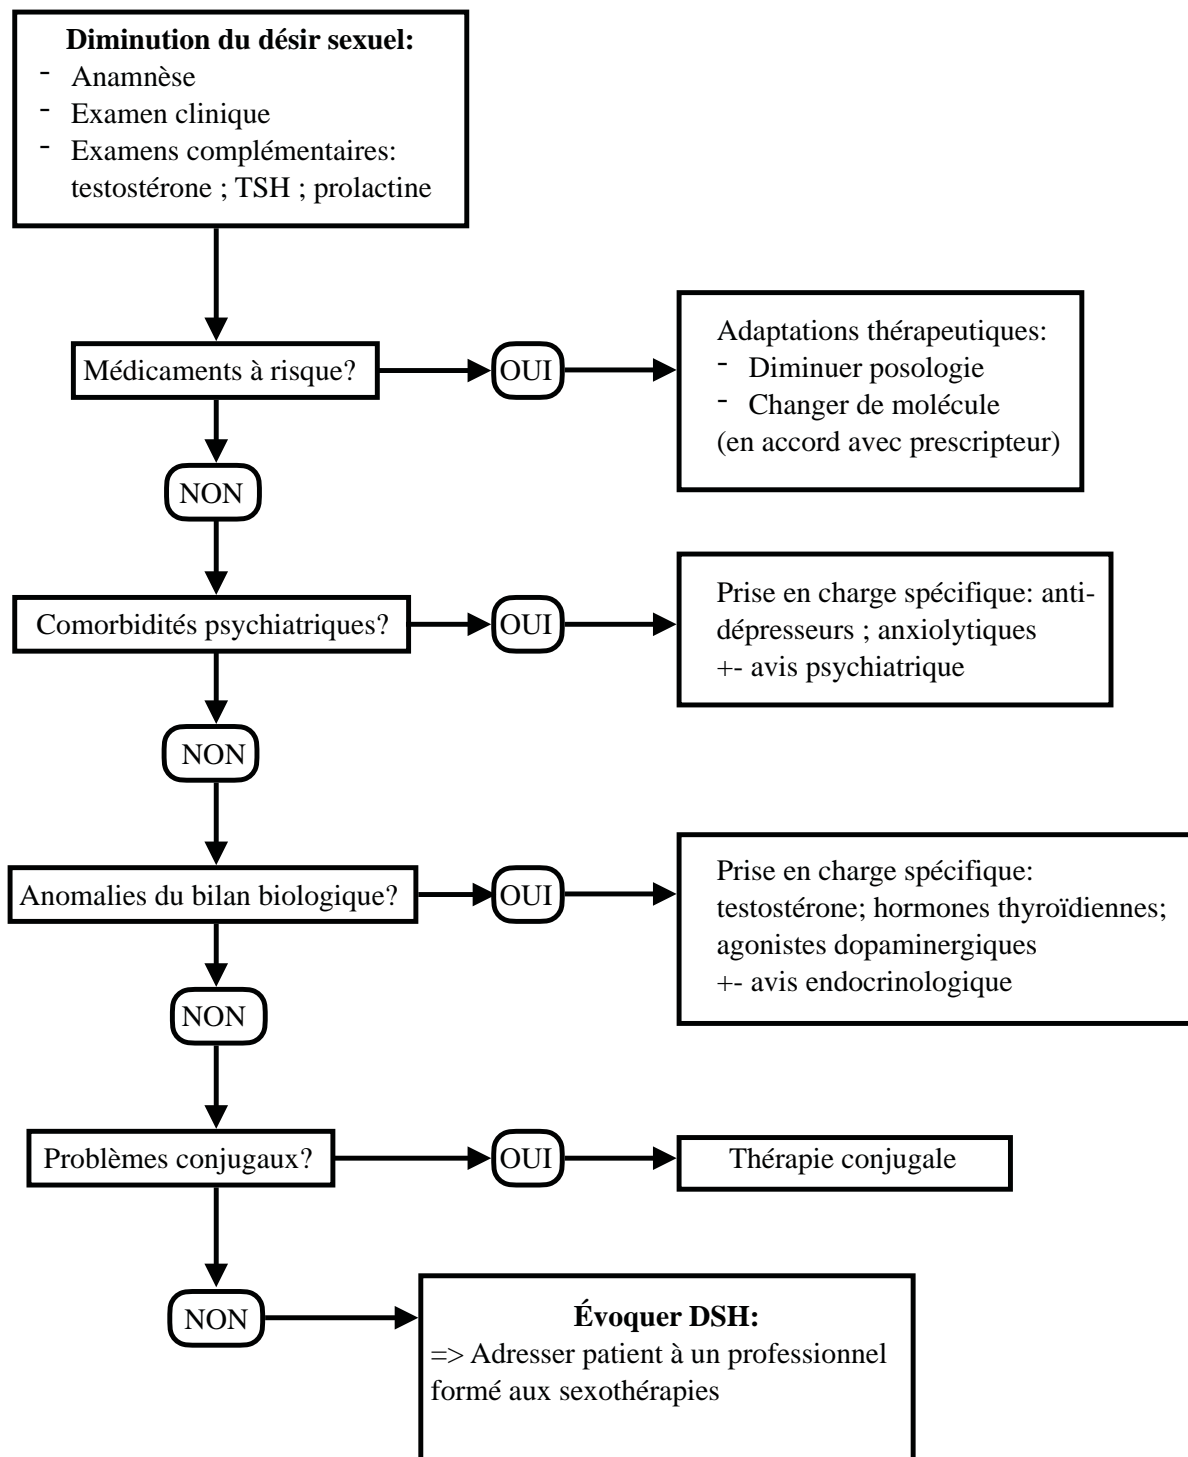 Diminution du désir sexuel:
- Anamnèse
- Examen clinique
- Examens complémentaires:
testostérone ; TSH ; prolactine
Médicaments à risque?
OUI
Adaptations thérapeutiques:
- Diminuer posologie
- Changer de molécule
(en accord avec prescripteur)
NON
Comorbidités psychiatriques?
OUI
Prise en charge spécifique: anti-
dépresseurs ; anxiolytiques
+- avis psychiatrique
NON
Anomalies du bilan biologique?
OUI
Prise en charge spécifique:
testostérone; hormones thyroïdiennes;
agonistes dopaminergiques
+- avis endocrinologique
NON
Problèmes conjugaux?
OUI
Thérapie conjugale
NON
Évoquer DSH:
=> Adresser patient à un professionnel
formé aux sexothérapies